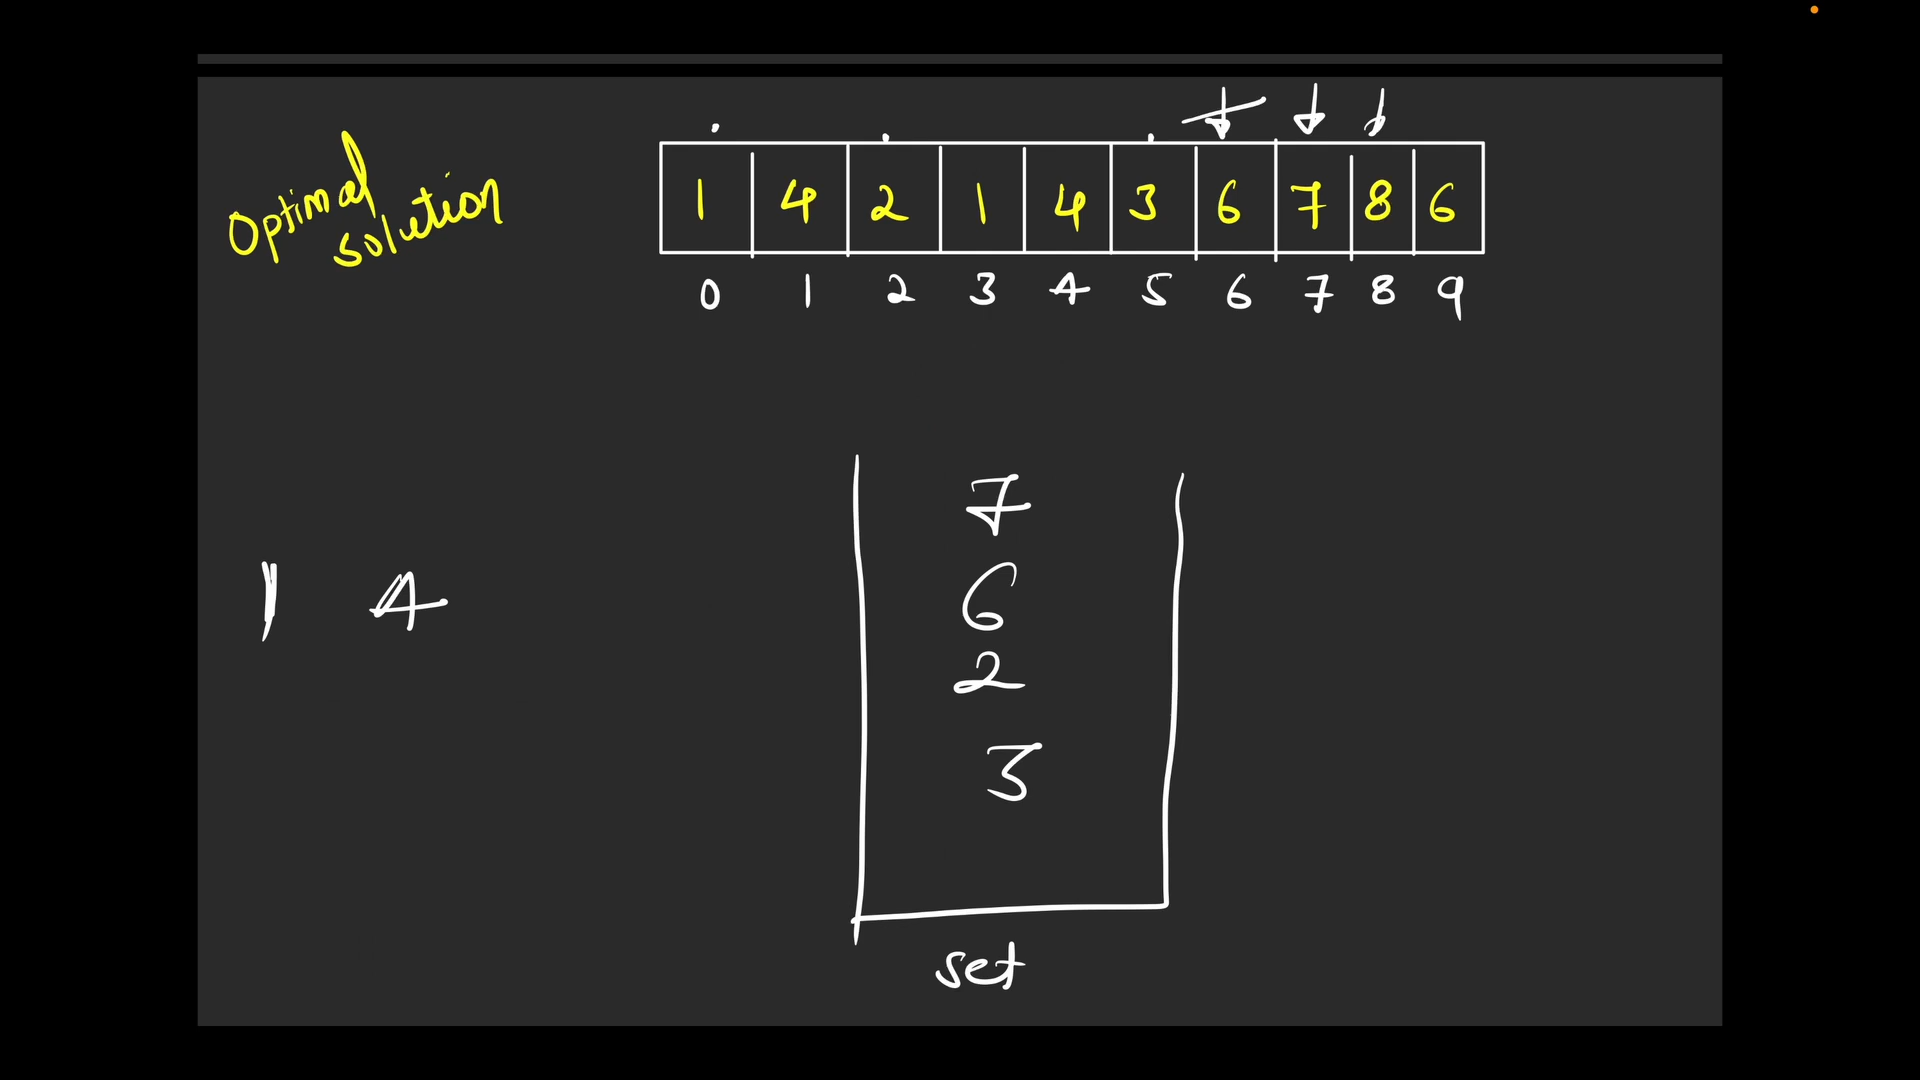 Optimal
solution
1 4 2 1 4 3 6 7 8 6
0 1 2 3 4 5 6 7 8 9
7
6
1 4
2
3
set